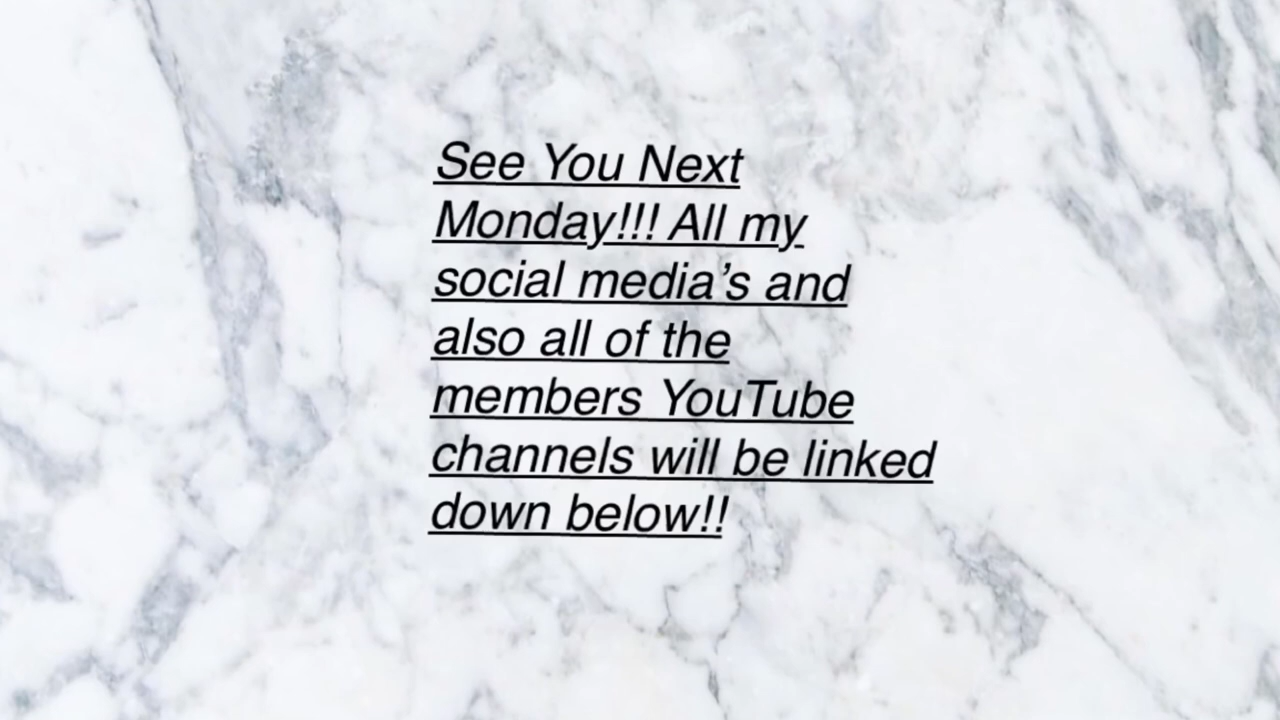 See You Next
Monday!!! All my
social media’s and
also all of the
members YouTube
channels will be linked
down below!!